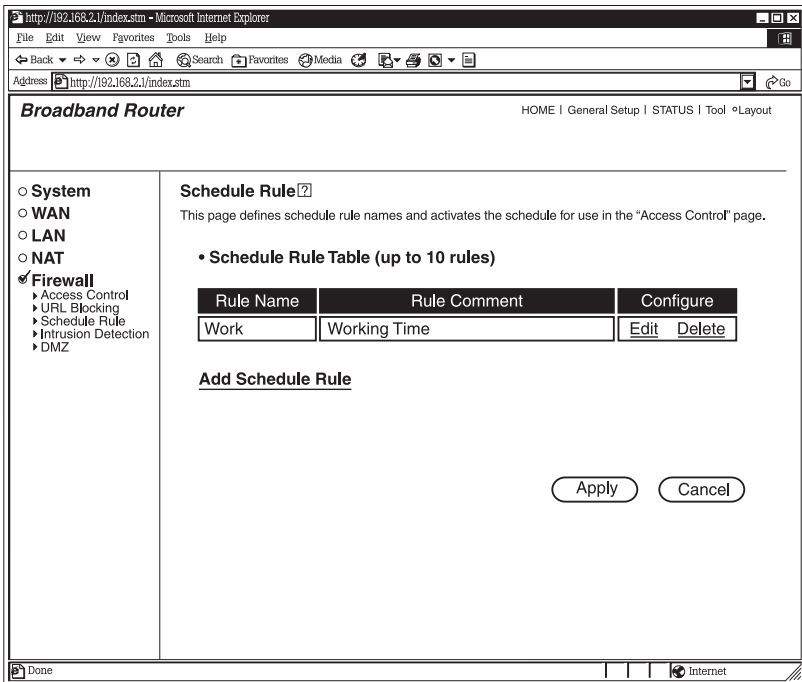 http://192.168.2.1/index.stm - Microsoft Internet Explorer
File Edit View Favorites Tools Help
Back Search Favorites Media
Address http://192.168.2.1/index.stm Go
Broadband Router
HOME | General Setup | STATUS | Tool Layout
System
WAN
LAN
NAT
Firewall
Access Control
URL Blocking
Schedule Rule
Intrusion Detection
DMZ
Schedule Rule ?
This page defines schedule rule names and activates the schedule for use in the “Access Control” page.
• Schedule Rule Table (up to 10 rules)
Rule Name Rule Comment Configure
Work Working Time Edit Delete
Add Schedule Rule
Apply Cancel
Done Internet